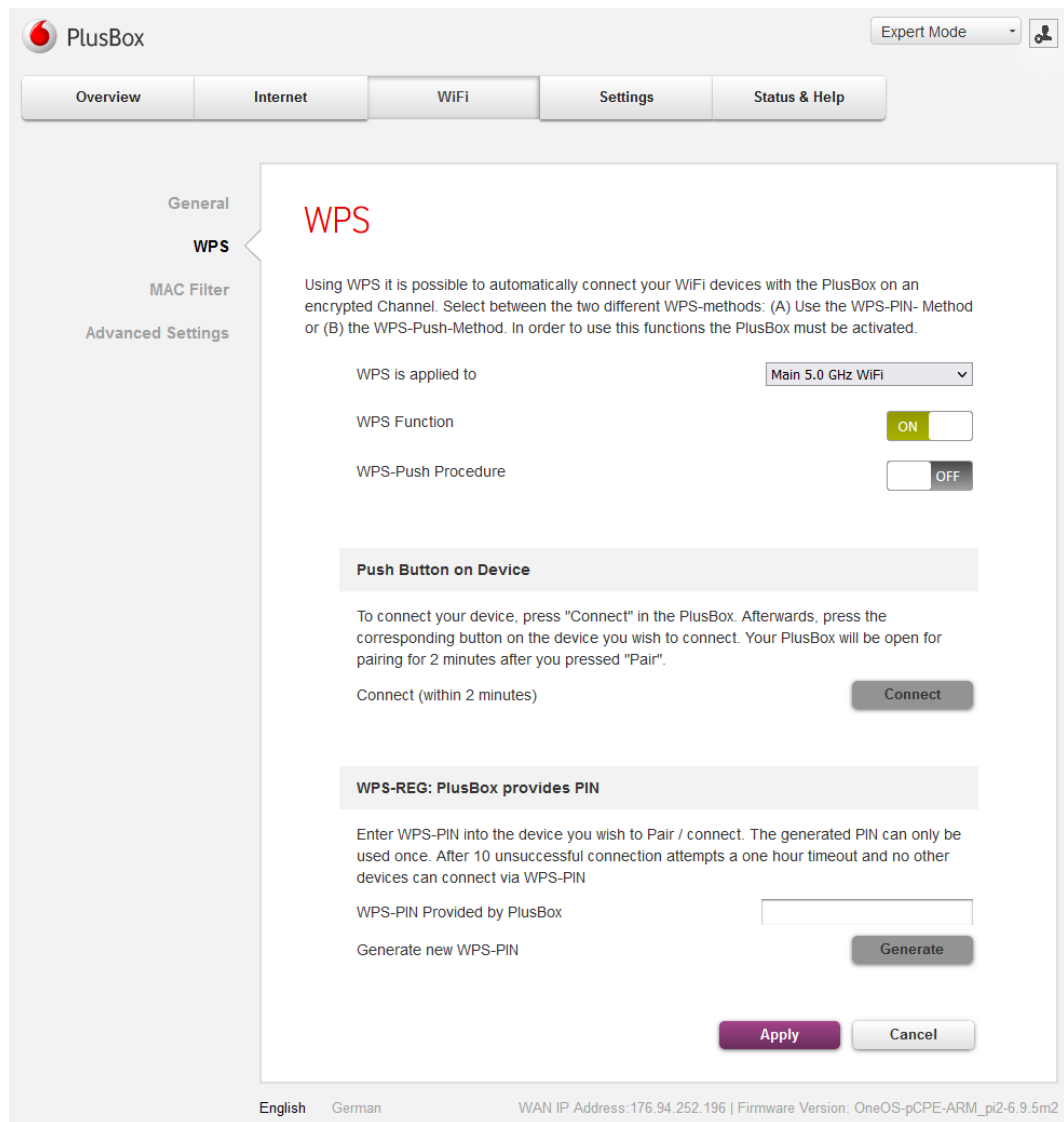 PlusBox
Expert Mode
Overview
Internet
WiFi
Settings
Status & Help
General
WPS
MAC Filter
Advanced Settings
WPS
Using WPS it is possible to automatically connect your WiFi devices with the PlusBox on an
encrypted Channel. Select between the two different WPS-methods: (A) Use the WPS-PIN- Method
or (B) the WPS-Push-Method. In order to use this functions the PlusBox must be activated.
WPS is applied to
Main 5.0 GHz WiFi
WPS Function
ON
WPS-Push Procedure
OFF
Push Button on Device
To connect your device, press "Connect" in the PlusBox. Afterwards, press the
corresponding button on the device you wish to connect. Your PlusBox will be open for
pairing for 2 minutes after you pressed "Pair".
Connect (within 2 minutes)
Connect
WPS-REG: PlusBox provides PIN
Enter WPS-PIN into the device you wish to Pair / connect. The generated PIN can only be
used once. After 10 unsuccessful connection attempts a one hour timeout and no other
devices can connect via WPS-PIN
WPS-PIN Provided by PlusBox
Generate new WPS-PIN
Generate
Apply
Cancel
English
German
WAN IP Address:176.94.252.196 | Firmware Version: OneOS-pCPE-ARM_pi2-6.9.5m2